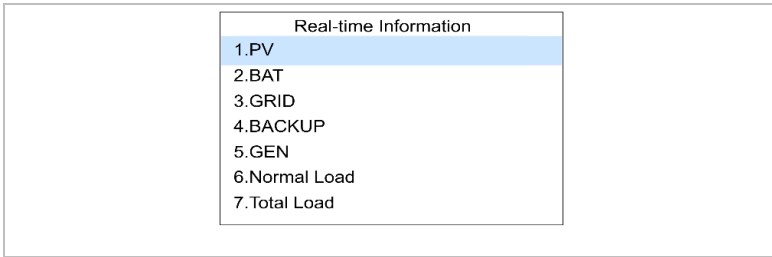 Real-time Information
1.PV
2.BAT
3.GRID
4.BACKUP
5.GEN
6.Normal Load
7.Total Load